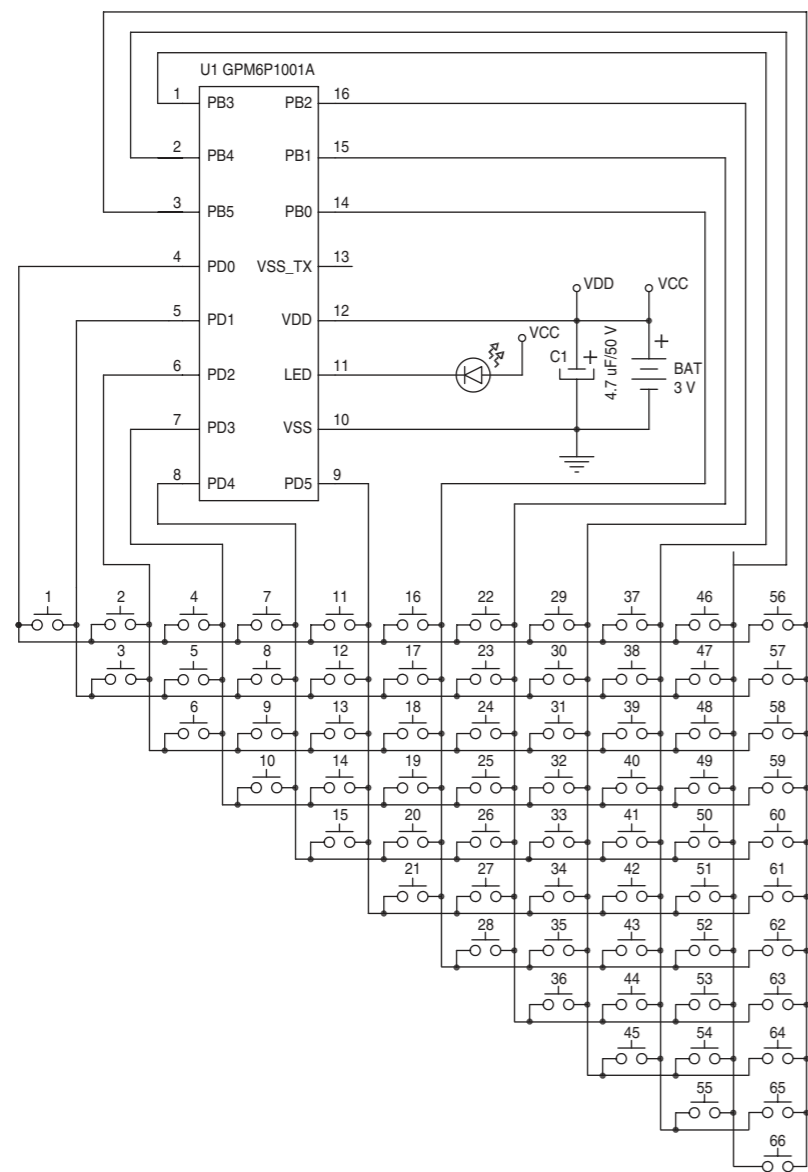 U1 GPM6P1001A
1 PB3 PB2 16
2 PB4 PB1 15
3 PB5 PB0 14
4 PD0 VSS_TX 13
5 PD1 VDD 12
6 PD2 LED 11
7 PD3 VSS 10
8 PD4 PD5 9
VDD VCC
VCC
C1 +
4.7 uF/50 V
+
BAT
3 V
1 2 4 7 11 16 22 29 37 46 56
3 5 8 12 17 23 30 38 47 57
6 9 13 18 24 31 39 48 58
10 14 19 25 32 40 49 59
15 20 26 33 41 50 60
21 27 34 42 51 61
28 35 43 52 62
36 44 53 63
45 54 64
55 65
66